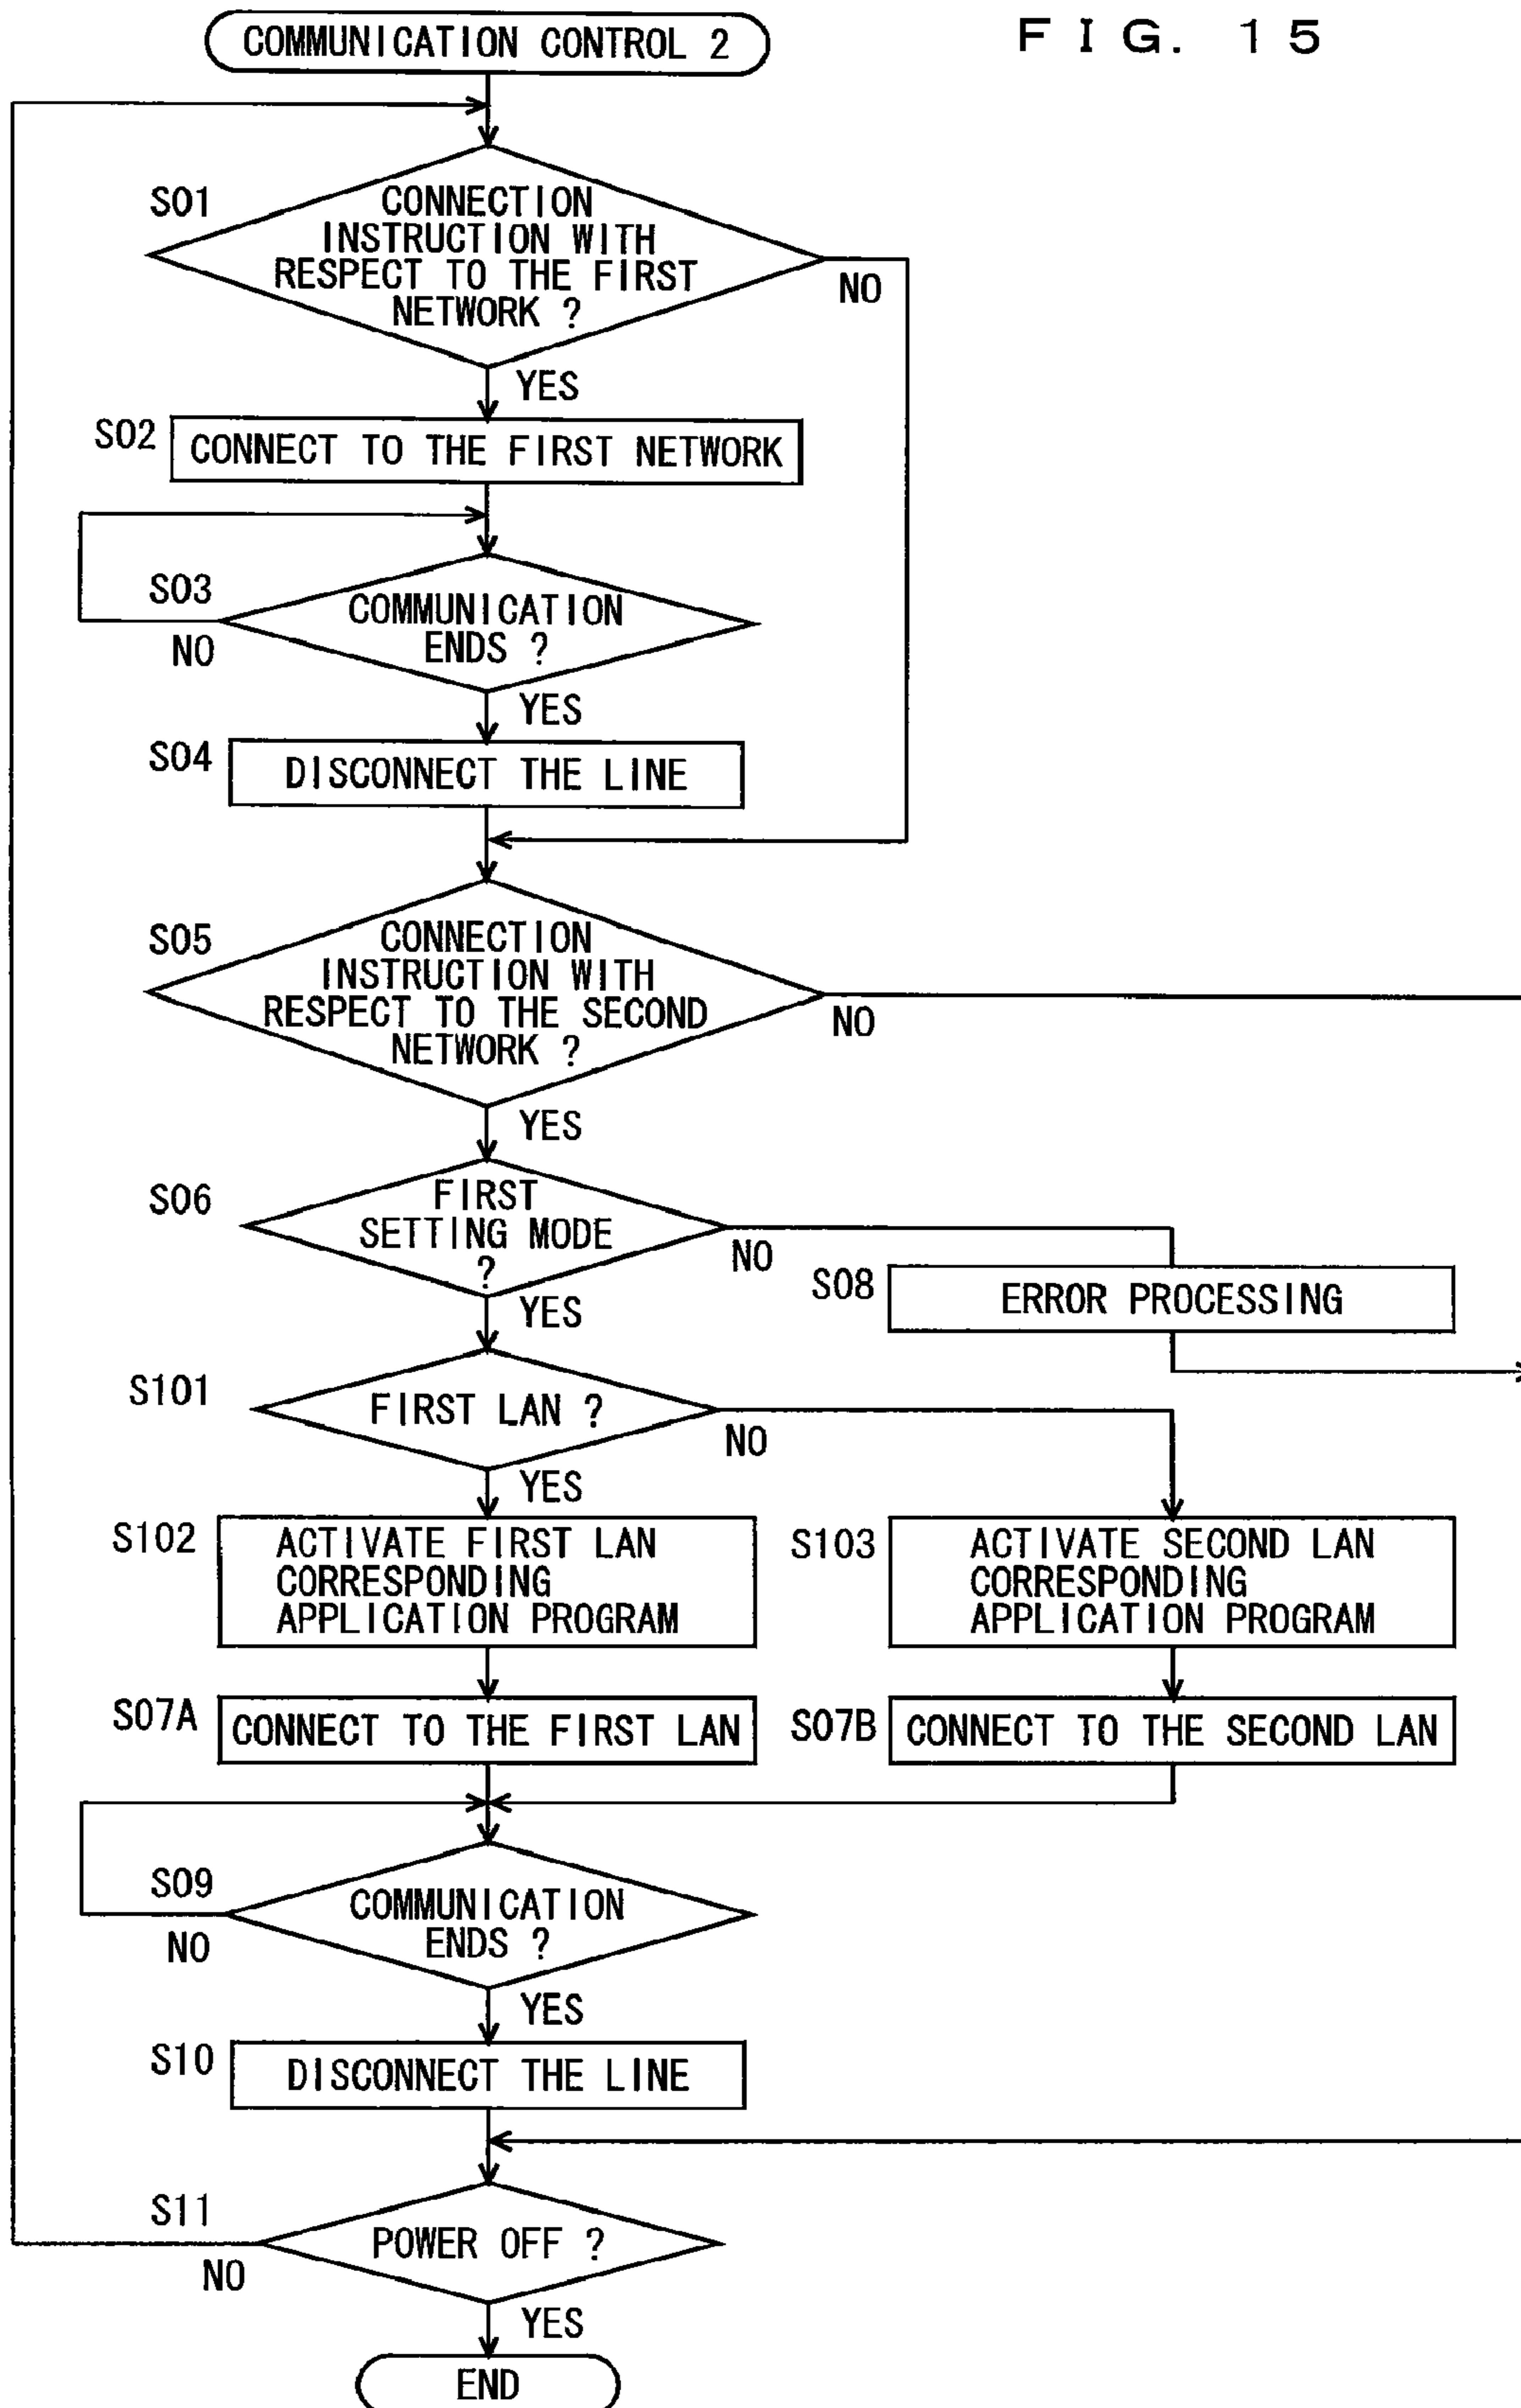 COMMUNICATION CONTROL 2
FIG. 15
S01
CONNECTION
INSTRUCTION WITH
RESPECT TO THE FIRST
NETWORK ?
NO
YES
S02
CONNECT TO THE FIRST NETWORK
S03
COMMUNICATION
ENDS ?
NO
YES
S04
DISCONNECT THE LINE
S05
CONNECTION
INSTRUCTION WITH
RESPECT TO THE SECOND
NETWORK ?
NO
YES
S06
FIRST
SETTING MODE
?
NO
YES
S08
ERROR PROCESSING
S101
FIRST LAN ?
NO
YES
S102
ACTIVATE FIRST LAN
CORRESPONDING
APPLICATION PROGRAM
S103
ACTIVATE SECOND LAN
CORRESPONDING
APPLICATION PROGRAM
S07A
CONNECT TO THE FIRST LAN
S07B
CONNECT TO THE SECOND LAN
S09
COMMUNICATION
ENDS ?
NO
YES
S10
DISCONNECT THE LINE
S11
POWER OFF ?
NO
YES
END